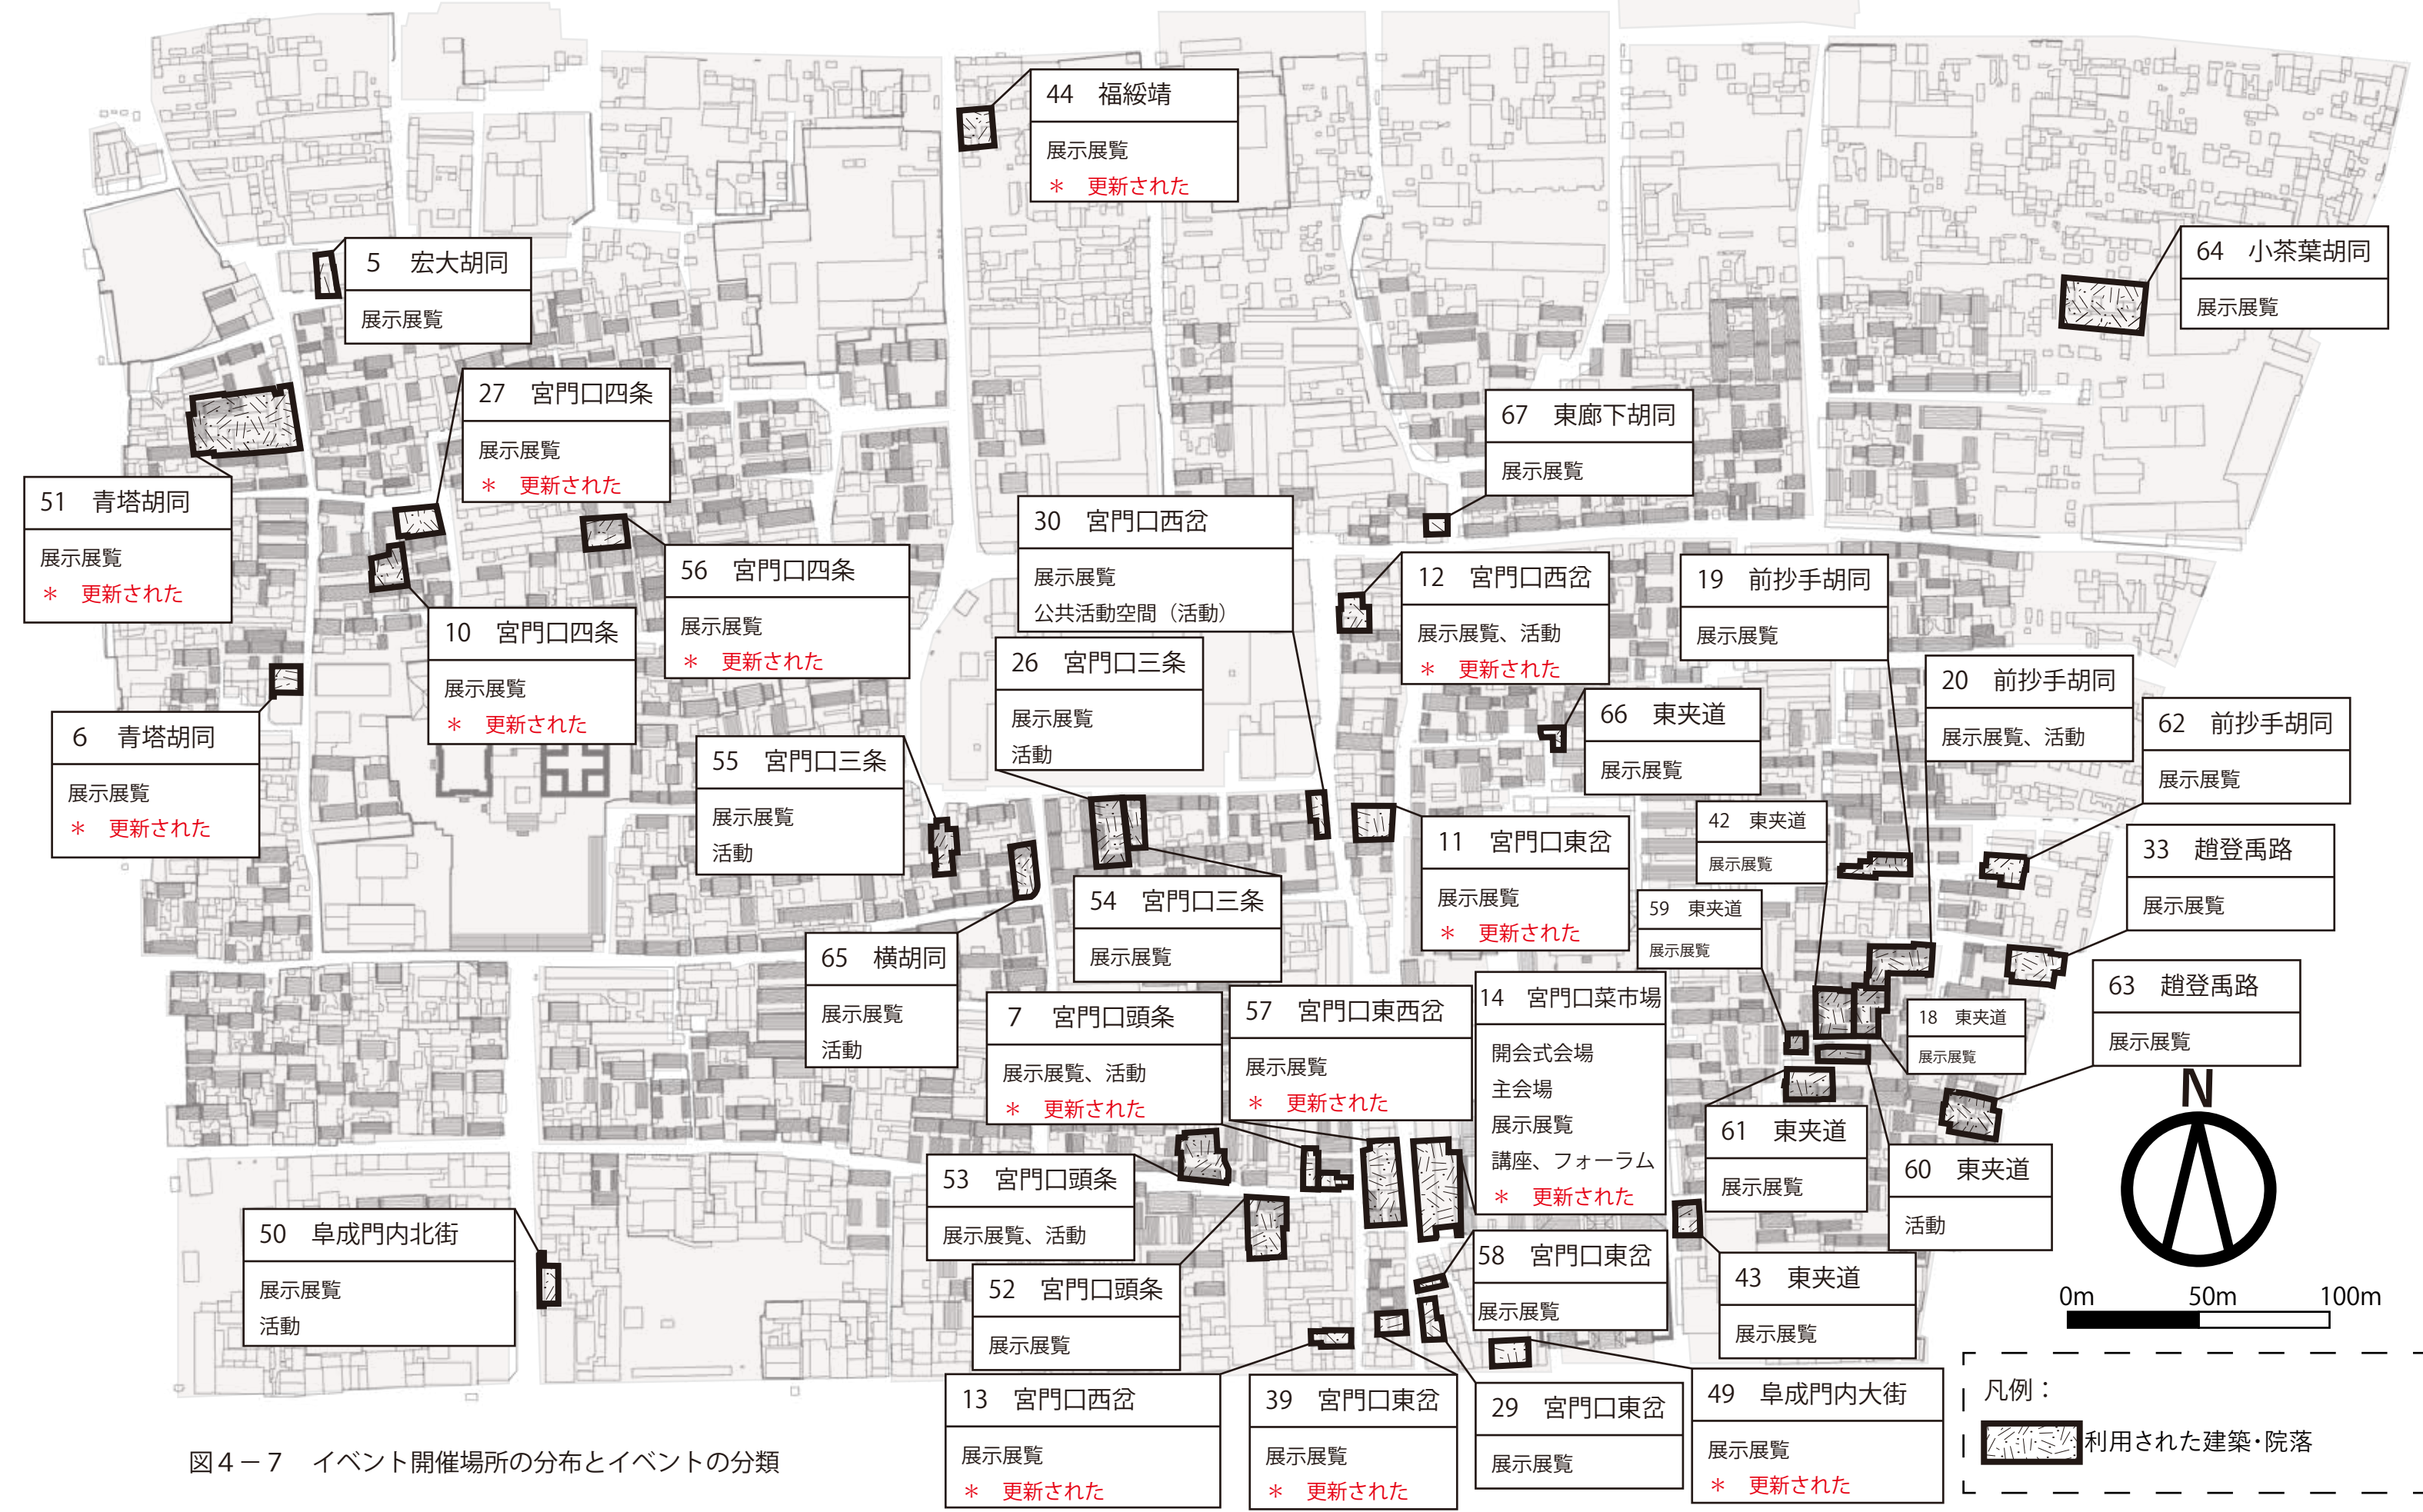 44 福綏靖
展示展覧
＊ 更新された
5 宏大胡同
展示展覧
64 小茶葉胡同
展示展覧
27 宮門口四条
展示展覧
＊ 更新された
67 東廊下胡同
展示展覧
51 青塔胡同
展示展覧
＊ 更新された
30 宮門口西岔
展示展覧
公共活動空間（活動）
56 宮門口四条
展示展覧
＊ 更新された
12 宮門口西岔
展示展覧、活動
＊ 更新された
19 前抄手胡同
展示展覧
10 宮門口四条
展示展覧
＊ 更新された
26 宮門口三条
展示展覧
活動
20 前抄手胡同
展示展覧、活動
66 東夹道
展示展覧
62 前抄手胡同
展示展覧
6 青塔胡同
展示展覧
＊ 更新された
55 宮門口三条
展示展覧
活動
42 東夹道
展示展覧
11 宮門口東岔
展示展覧
＊ 更新された
33 趙登禹路
展示展覧
54 宮門口三条
展示展覧
59 東夹道
展示展覧
65 横胡同
展示展覧
活動
63 趙登禹路
展示展覧
7 宮門口頭条
展示展覧、活動
＊ 更新された
57 宮門口東西岔
展示展覧
＊ 更新された
14 宮門口菜市場
開会式会場
主会場
展示展覧
講座、フォーラム
＊ 更新された
18 東夹道
展示展覧
61 東夹道
展示展覧
60 東夹道
活動
53 宮門口頭条
展示展覧、活動
50 阜成門内北街
展示展覧
活動
58 宮門口東岔
展示展覧
43 東夹道
展示展覧
52 宮門口頭条
展示展覧
13 宮門口西岔
展示展覧
＊ 更新された
39 宮門口東岔
展示展覧
＊ 更新された
29 宮門口東岔
展示展覧
49 阜成門内大街
展示展覧
＊ 更新された
N
0m 50m 100m
凡例：
利用された建築・院落
図４－７ イベント開催場所の分布とイベントの分類